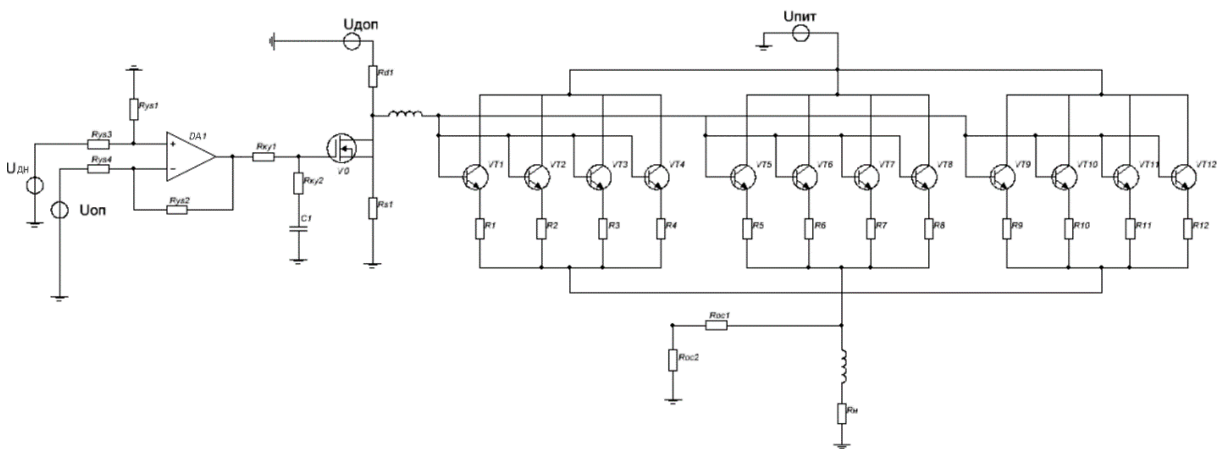 Uдоп
Uпит
Rd1
Rys1
Rys3
DA1
Rys4
Rку1
V0
Uдн
Rку2
Rys2
Uоп
C1
Rs1
VT1
VT2
VT3
VT4
VT5
VT6
VT7
VT8
VT9
VT10
VT11
VT12
R1
R2
R3
R4
R5
R6
R7
R8
R9
R10
R11
R12
Rос1
Rос2
Rн